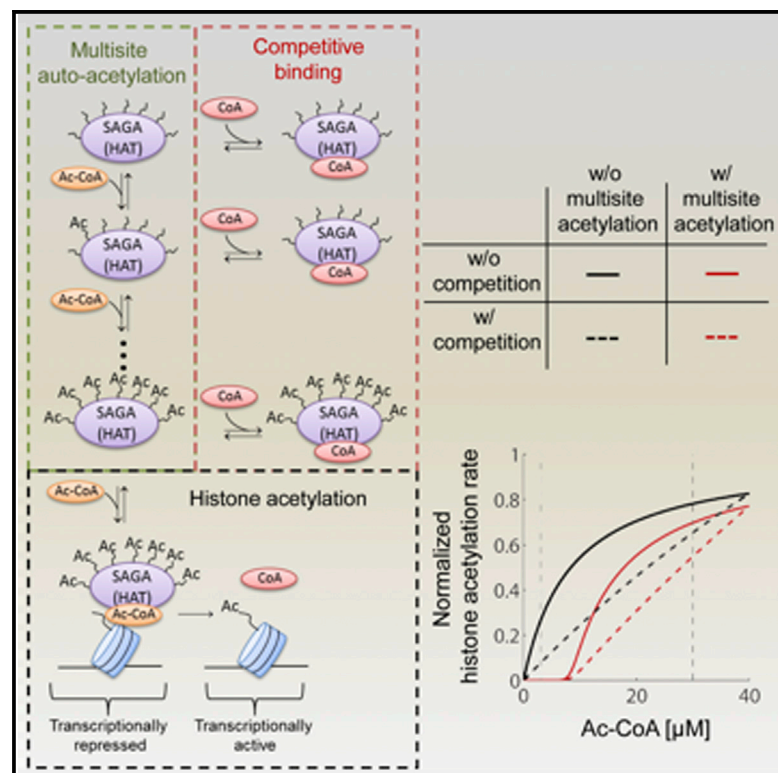 Multisite
auto-acetylation
SAGA
(HAT)
Ac-CoA
Ac
SAGA
(HAT)
Ac-CoA
Ac Ac Ac Ac Ac Ac Ac
SAGA
(HAT)
Competitive
binding
CoA
SAGA
(HAT)
CoA
CoA
Ac
SAGA
(HAT)
CoA
CoA
Ac Ac Ac Ac Ac Ac Ac
SAGA
(HAT)
CoA
Ac-CoA
Histone acetylation
Ac Ac Ac Ac Ac Ac Ac
SAGA
(HAT)
Ac-CoA
CoA
Ac
Transcriptionally
repressed
Transcriptionally
active
w/o
multisite
acetylation
w/
multisite
acetylation
w/o
competition
w/
competition
Normalized
histone acetylation rate
1
0.8
0.6
0.4
0.2
0
0 20 40
Ac-CoA [μM]